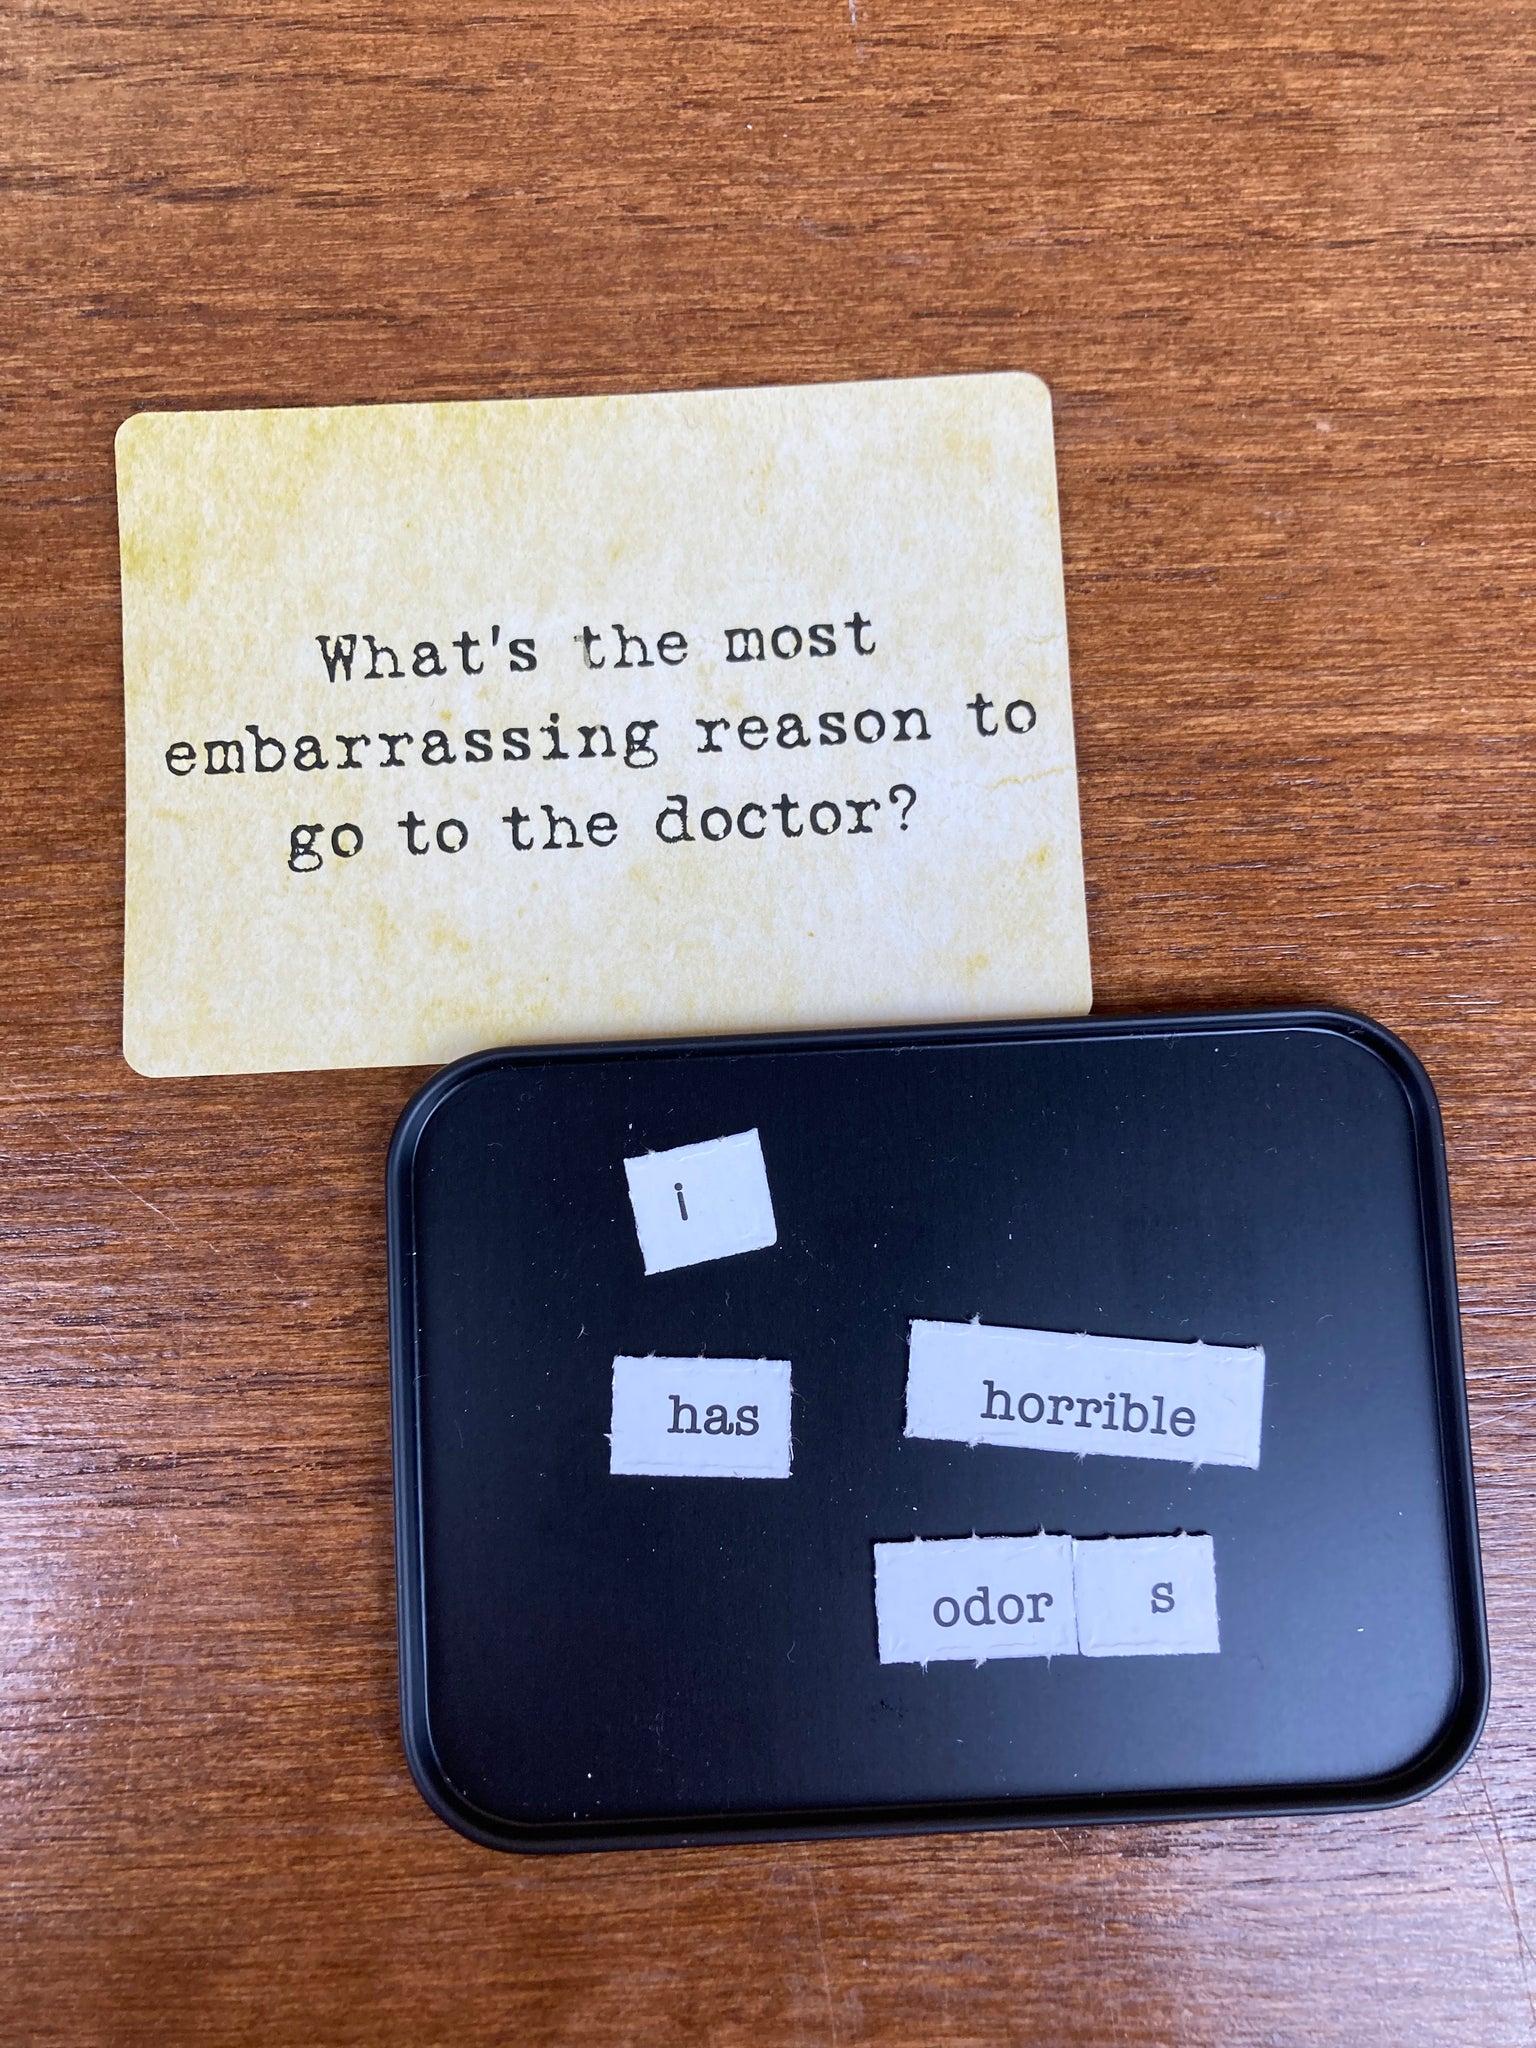 What's the most
embarrassing reason to
go to the doctor?
i
has horrible
odor s